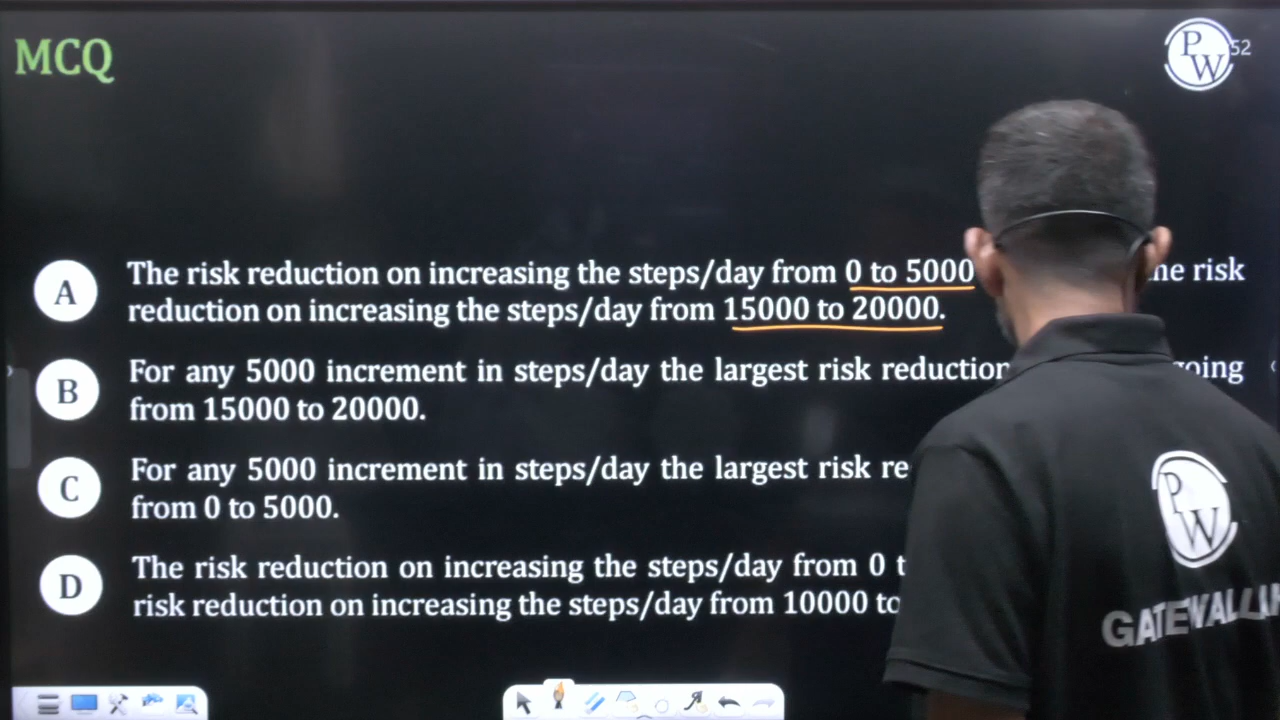 MCQ
PW 52
A The risk reduction on increasing the steps/day from 0 to 5000 risk
reduction on increasing the steps/day from 15000 to 20000.
B For any 5000 increment in steps/day the largest risk reduction going
from 15000 to 20000.
C For any 5000 increment in steps/day the largest risk
from 0 to 5000.
D The risk reduction on increasing the steps/day from 0
risk reduction on increasing the steps/day from 10000 to
PW